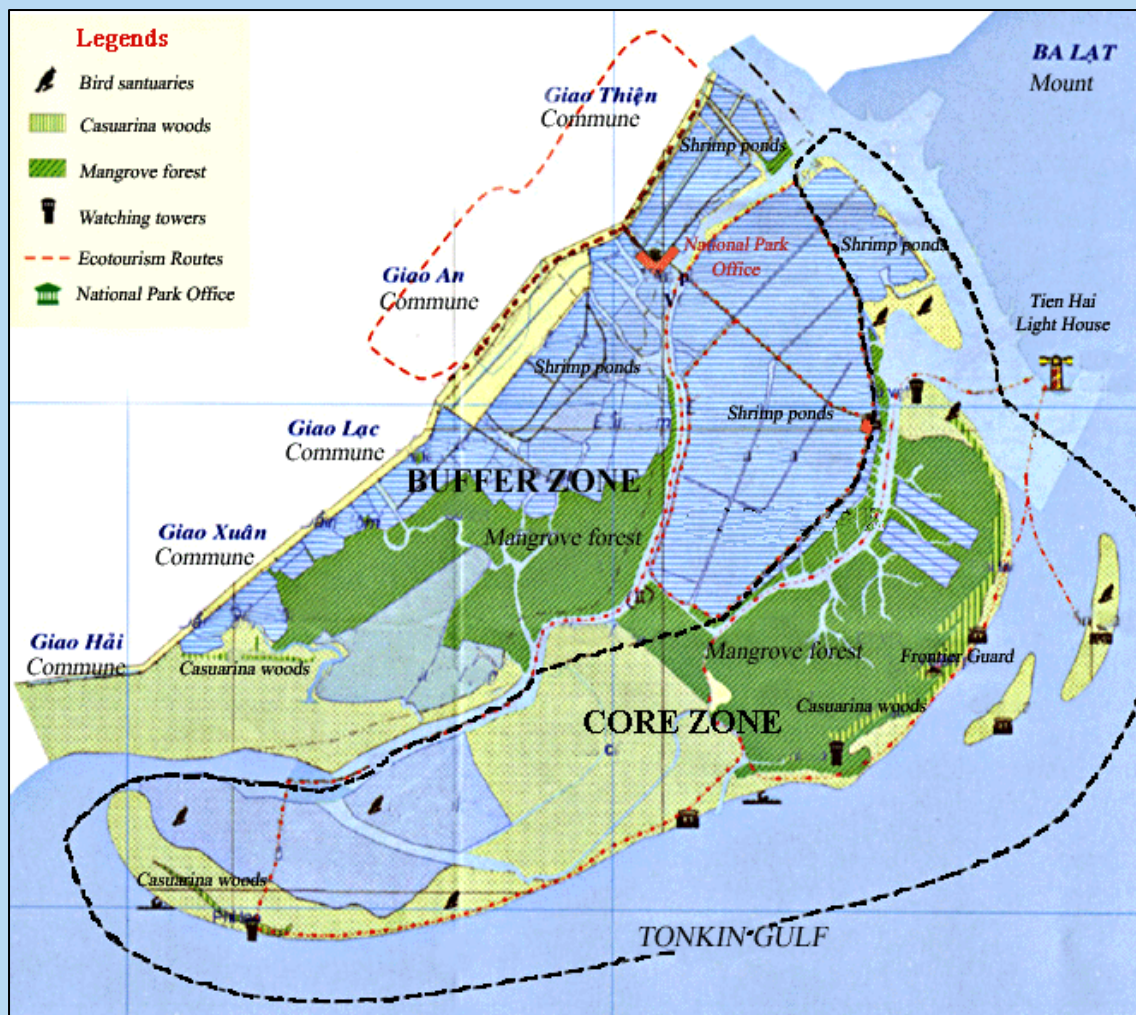 Legends
Bird santuaries
Casuarina woods
Mangrove forest
Watching towers
Ecotourism Routes
National Park Office
BA LẠT
Mount
Giao Thiện
Commune
Shrimp ponds
National Park
Office
Shrimp ponds
Giao An
Commune
Tien Hai
Light House
Shrimp ponds
Shrimp ponds
Giao Lạc
Commune
BUFFER ZONE
Giao Xuân
Commune
Mangrove forest
Giao Hải
Commune
Casuarina woods
Mangrove forest
Frontier Guard
CORE ZONE
Casuarina woods
Casuarina woods
TONKIN GULF